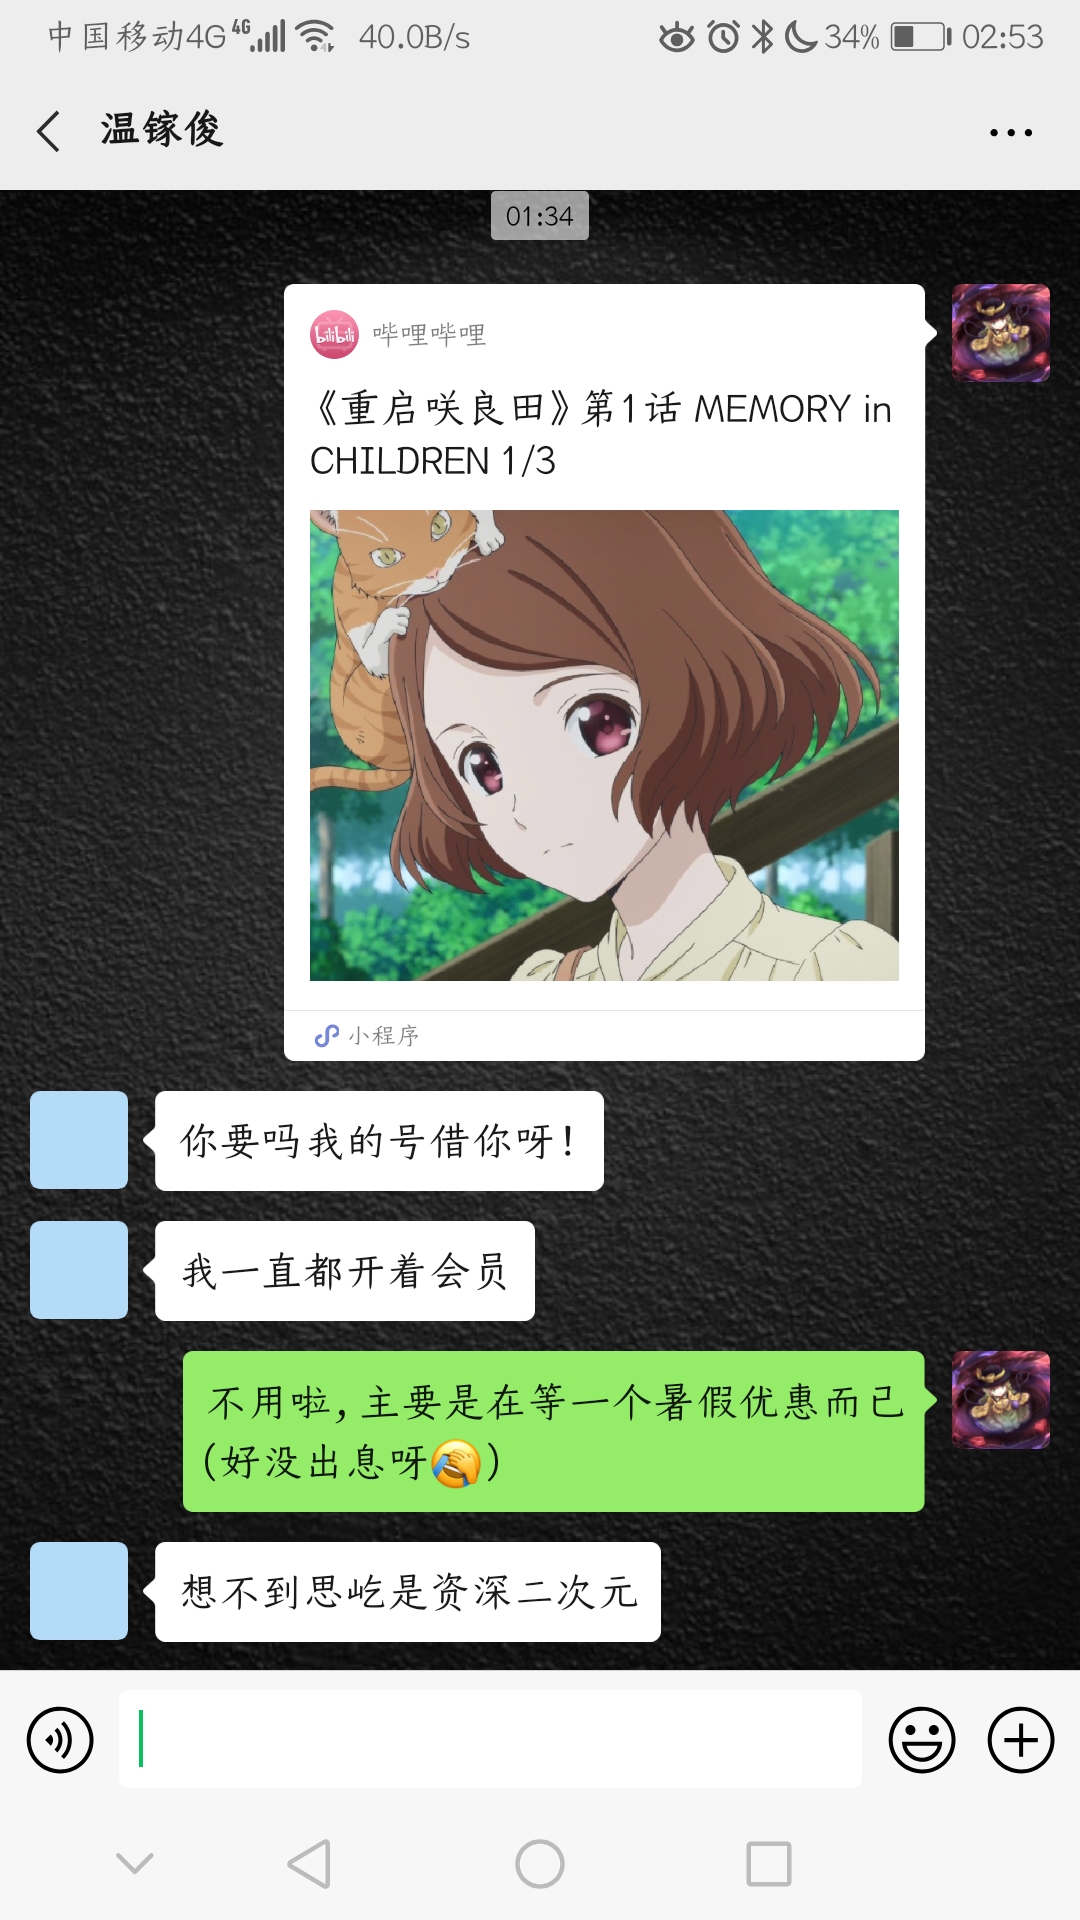 中国移动4G 4G 40.0B/s 34% 02:53
温镓俊
01:34
bilibili 哔哩哔哩
《重启咲良田》第1话 MEMORY in
CHILDREN 1/3
小程序
你要吗我的号借你呀!
我一直都开着会员
不用啦,主要是在等一个暑假优惠而已
(好没出息呀🤦)
想不到思屹是资深二次元